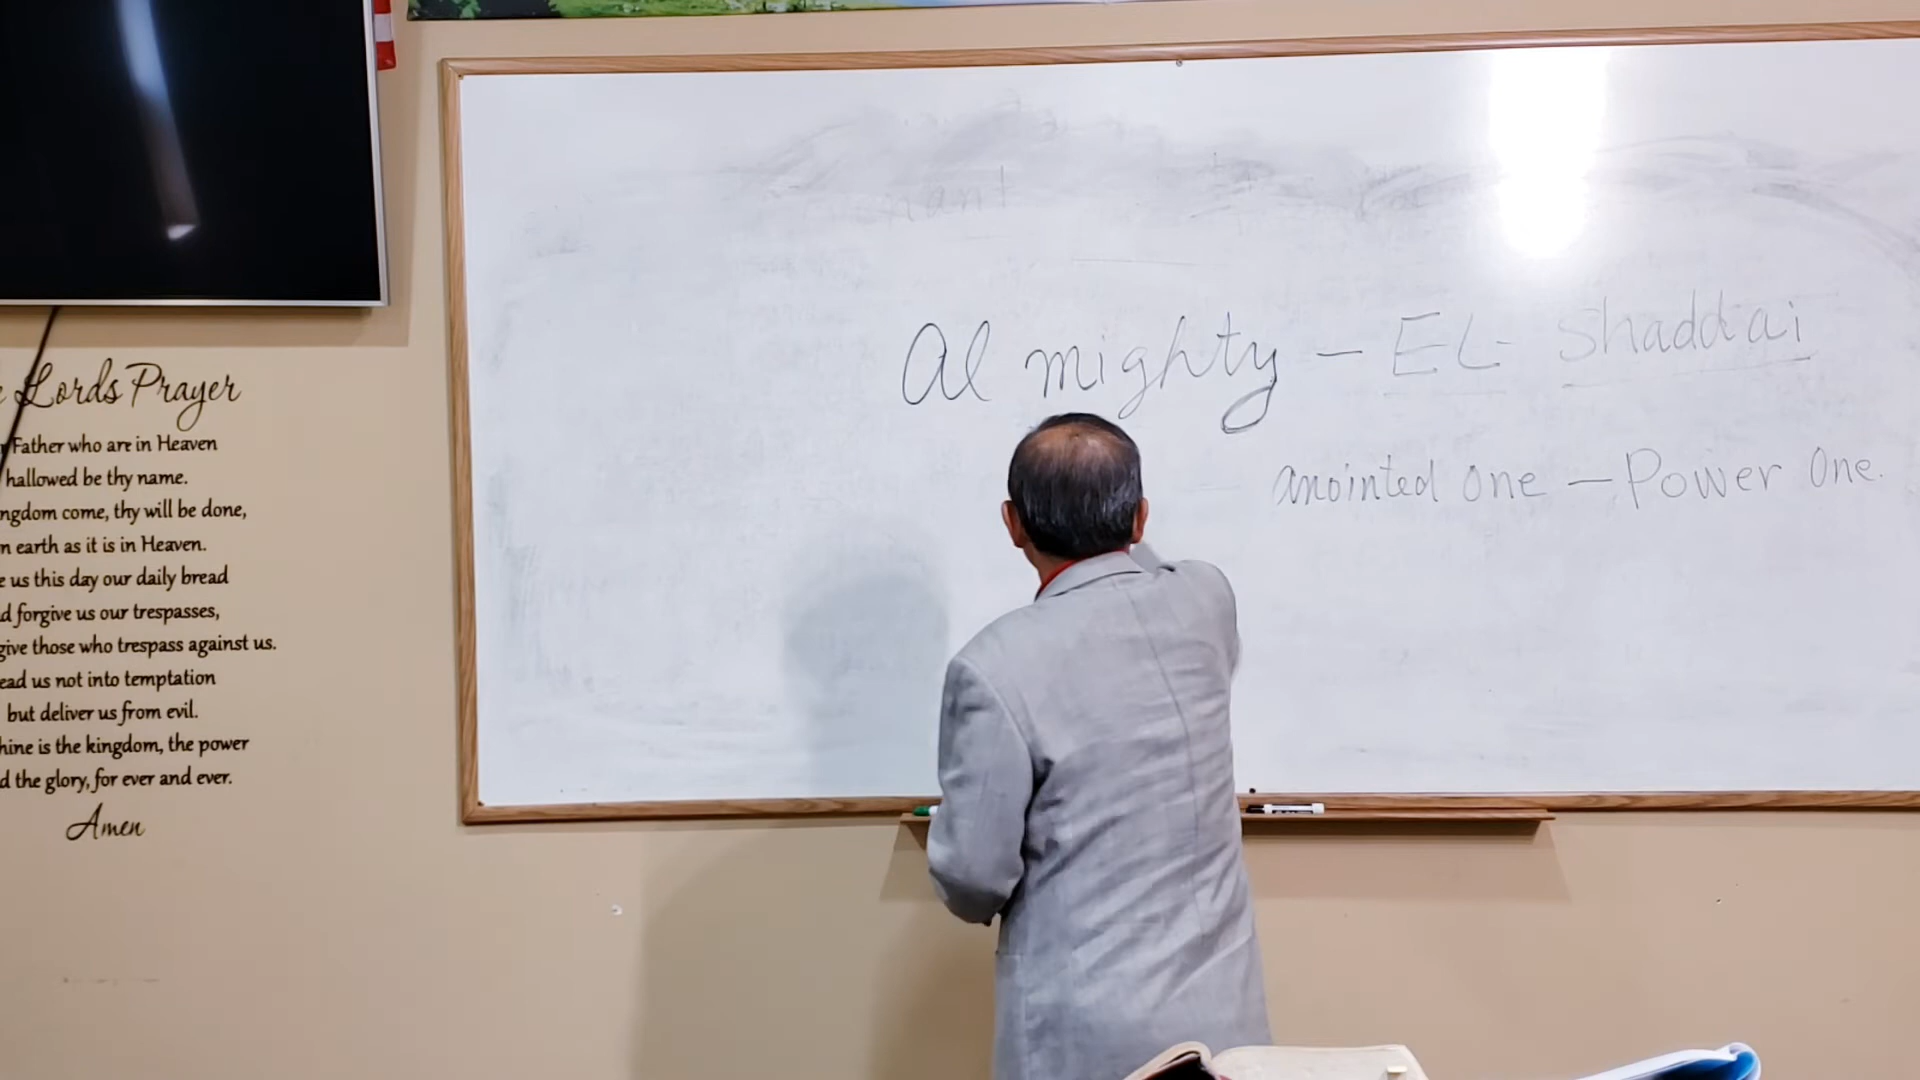 Lords Prayer
Father who are in Heaven
hallowed be thy name.
ngdom come, thy will be done,
n earth as it is in Heaven.
e us this day our daily bread
d forgive us our trespasses,
give those who trespass against us.
ead us not into temptation
but deliver us from evil.
hine is the kingdom, the power
d the glory, for ever and ever.
Amen
Al mighty — EL- Shaddai
anointed one — Power One.